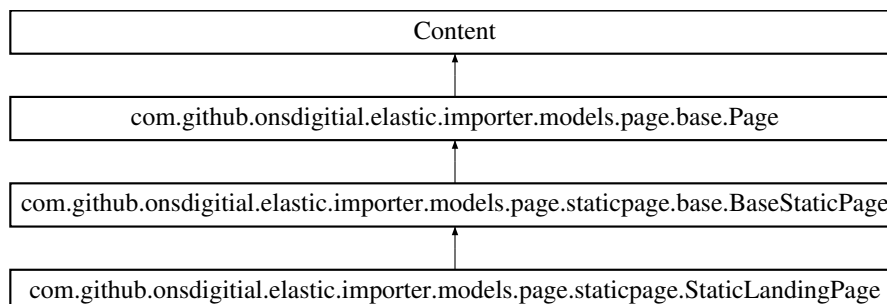 Content
com.github.onsdigitial.elastic.importer.models.page.base.Page
com.github.onsdigitial.elastic.importer.models.page.staticpage.base.BaseStaticPage
com.github.onsdigitial.elastic.importer.models.page.staticpage.StaticLandingPage